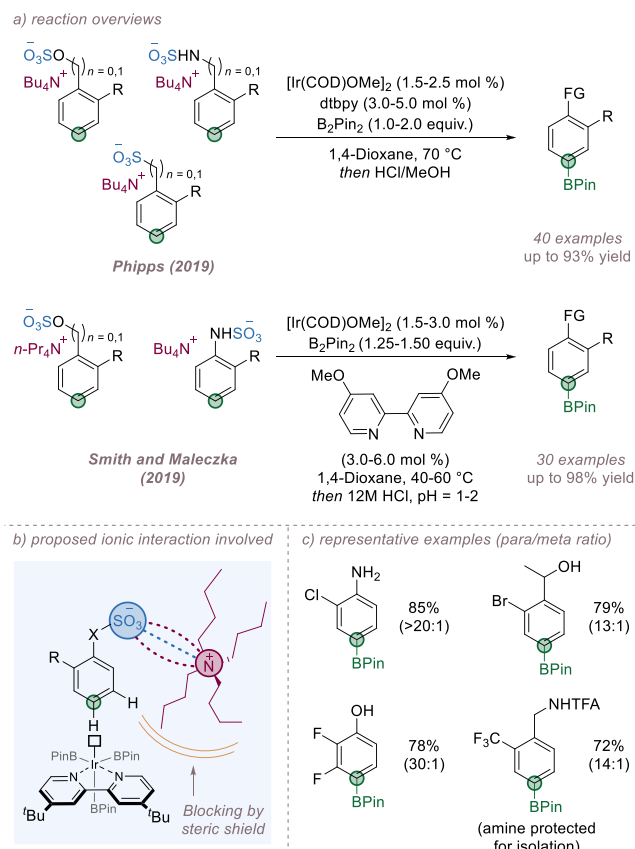 a) reaction overviews
−
O3S O ( ) n = 0,1
Bu4N+
R
−
O3S HN ( ) n = 0,1
Bu4N+
R
−
O3S ( ) n = 0,1
Bu4N+
R
Phipps (2019)
[Ir(COD)OMe]2 (1.5-2.5 mol %)
dtbpy (3.0-5.0 mol %)
B2Pin2 (1.0-2.0 equiv.)
1,4-Dioxane, 70 °C
then HCl/MeOH
FG
R
BPin
40 examples
up to 93% yield
−
O3S O ( ) n = 0,1
n-Pr4N+
R
−
NHSO3
Bu4N+
R
Smith and Maleczka
(2019)
[Ir(COD)OMe]2 (1.5-3.0 mol %)
B2Pin2 (1.25-1.50 equiv.)
MeO OMe
N N
(3.0-6.0 mol %)
1,4-Dioxane, 40-60 °C
then 12M HCl, pH = 1-2
FG
R
BPin
30 examples
up to 98% yield
b) proposed ionic interaction involved
−
SO3
X
+
N
R
H
H
PinB Ir BPin
N N
BPin
tBu tBu
Blocking by
steric shield
c) representative examples (para/meta ratio)
NH2
Cl
BPin
85%
(>20:1)
OH
Br
BPin
79%
(13:1)
OH
F
F
BPin
78%
(30:1)
NHTFA
F3C
BPin
72%
(14:1)
(amine protected
for isolation)